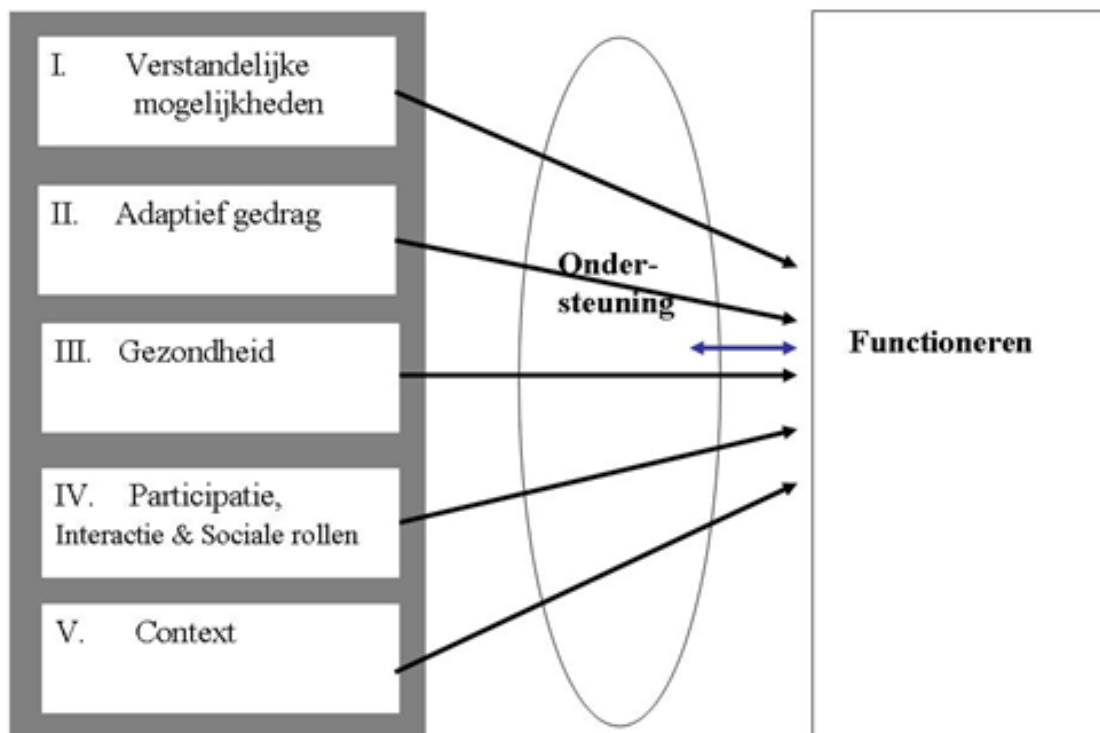 I. Verstandelijke
mogelijkheden
II. Adaptief gedrag
III. Gezondheid
IV. Participatie,
Interactie & Sociale rollen
V. Context
Onder-
steuning
Functioneren